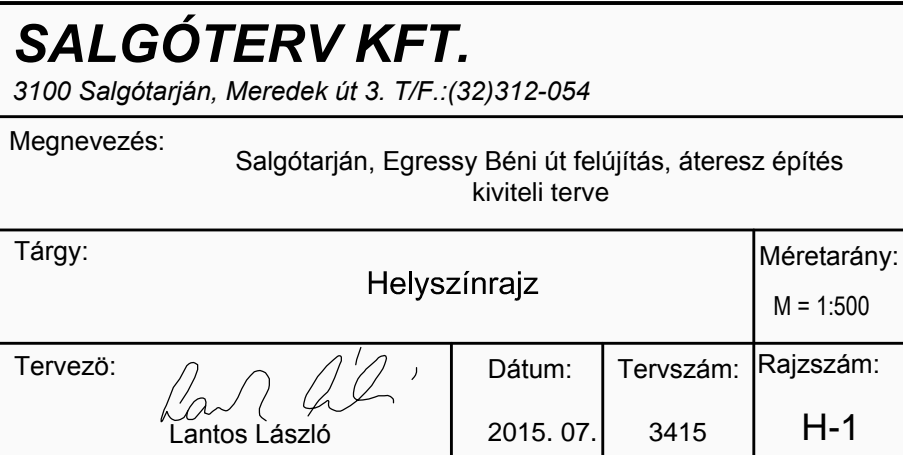 SALGÓTERV KFT.
3100 Salgótarján, Meredek út 3. T/F.:(32)312-054
Megnevezés:
Salgótarján, Egressy Béni út felújítás, áteresz építés
kiviteli terve
Tárgy:
Helyszínrajz
Méretarány:
M = 1:500
Tervezö:
Lantos László
Dátum:
2015. 07.
Tervszám:
3415
Rajzszám:
H-1